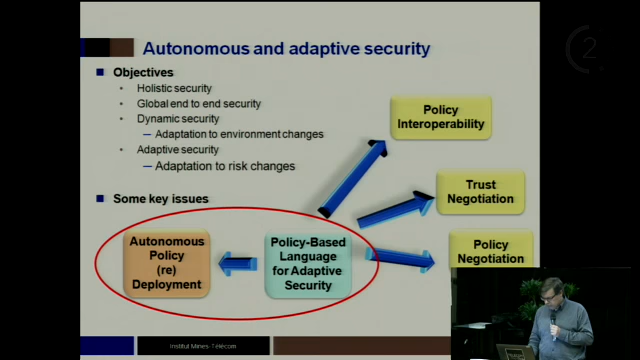 Autonomous and adaptive security
Objectives
Holistic security
Global end to end security
Dynamic security
– Adaptation to environment changes
Adaptive security
– Adaptation to risk changes
Some key issues
Policy
Interoperability
Trust
Negotiation
Policy
Negotiation
Autonomous
Policy
(re)
Deployment
Policy-Based
Language
for Adaptive
Security
Institut Mines-Télécom
2